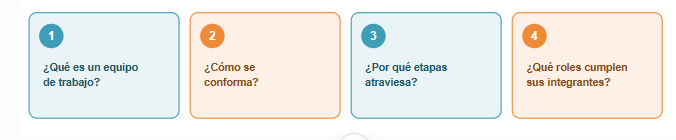 1
¿Qué es un equipo
de trabajo?
2
¿Cómo se
conforma?
3
¿Por qué etapas
atraviesa?
4
¿Qué roles cumplen
sus integrantes?